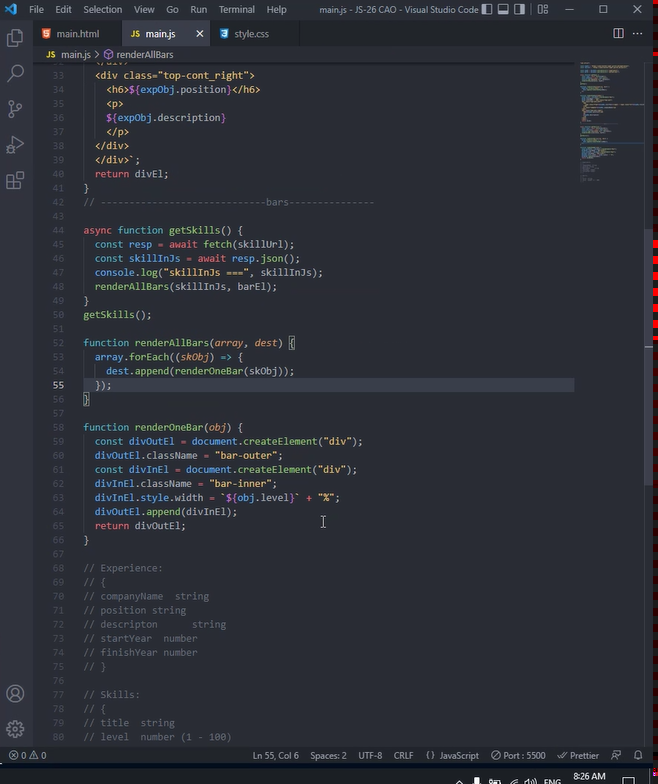 File Edit Selection View Go Run Terminal Help main.js - JS-26 CAO - Visual Studio Code
main.html JS main.js style.css
JS main.js > renderAllBars
33 <div class="top-cont_right">
34 <h6>${expObj.position}</h6>
35 <p>
36 ${expObj.description}
37 </p>
38 </div>
39 </div>`;
40 return divEl;
41 }
42 // ----------------------------bars---------------
43
44 async function getSkills() {
45 const resp = await fetch(skillUrl);
46 const skillInJs = await resp.json();
47 console.log("skillInJs ===", skillInJs);
48 renderAllBars(skillInJs, barEl);
49 }
50 getSkills();
51
52 function renderAllBars(array, dest) {
53 array.forEach((skObj) => {
54 dest.append(renderOneBar(skObj));
55 });
56 }
57
58 function renderOneBar(obj) {
59 const divOutEl = document.createElement("div");
60 divOutEl.className = "bar-outer";
61 const divInEl = document.createElement("div");
62 divInEl.className = "bar-inner";
63 divInEl.style.width = `${obj.level}` + "%";
64 divOutEl.append(divInEl);
65 return divOutEl;
66 }
67
68 // Experience:
69 // {
70 // companyName string
71 // position string
72 // descripton string
73 // startYear number
74 // finishYear number
75 // }
76
77 // Skills:
78 // {
79 // title string
80 // level number (1 - 100)
0 0 Ln 55, Col 6 Spaces: 2 UTF-8 CRLF {} JavaScript Port : 5500 Prettier
ENG 8:26 AM